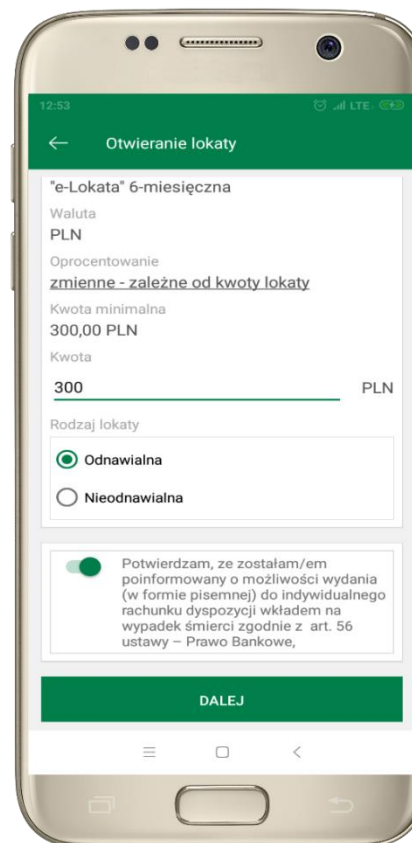 12:53 LTE
Otwieranie lokaty
"e-Lokata" 6-miesięczna
Waluta
PLN
Oprocentowanie
zmienne - zależne od kwoty lokaty
Kwota minimalna
300,00 PLN
Kwota
300 PLN
Rodzaj lokaty
Odnawialna
Nieodnawialna
Potwierdzam, ze zostałam/em
poinformowany o możliwości wydania
(w formie pisemnej) do indywidualnego
rachunku dyspozycji wkładem na
wypadek śmierci zgodnie z art. 56
ustawy – Prawo Bankowe,
DALEJ